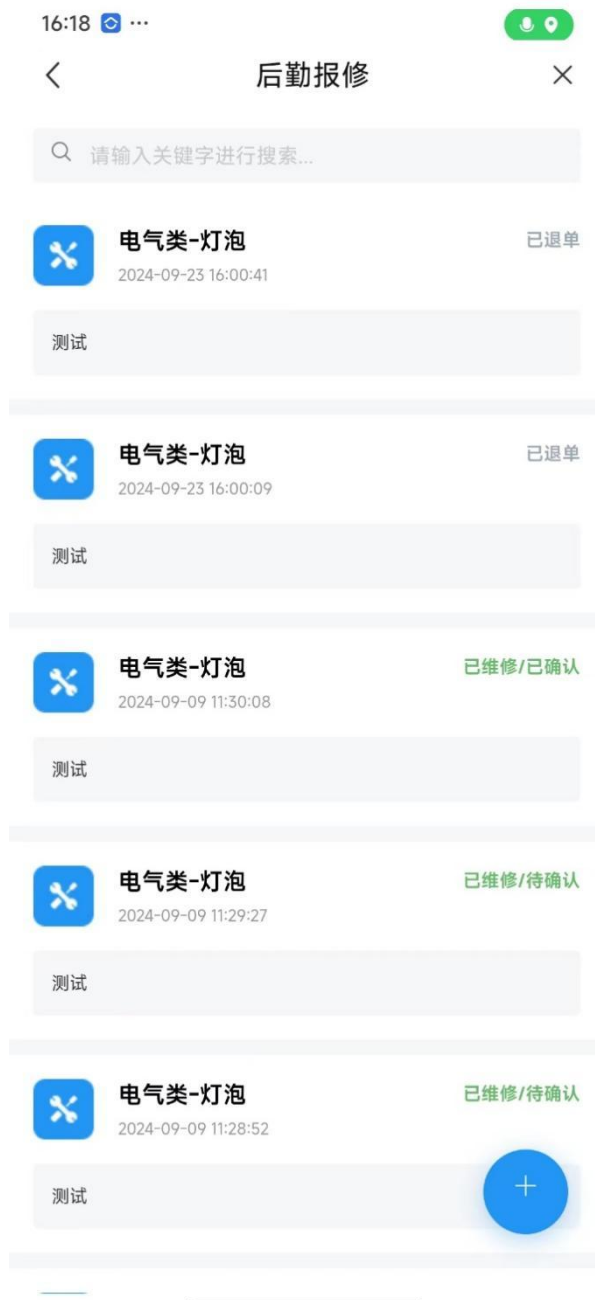 16:18 ···
后勤报修
请输入关键字进行搜索...
电气类-灯泡
已退单
2024-09-23 16:00:41
测试
电气类-灯泡
已退单
2024-09-23 16:00:09
测试
电气类-灯泡
已维修/已确认
2024-09-09 11:30:08
测试
电气类-灯泡
已维修/待确认
2024-09-09 11:29:27
测试
电气类-灯泡
已维修/待确认
2024-09-09 11:28:52
测试